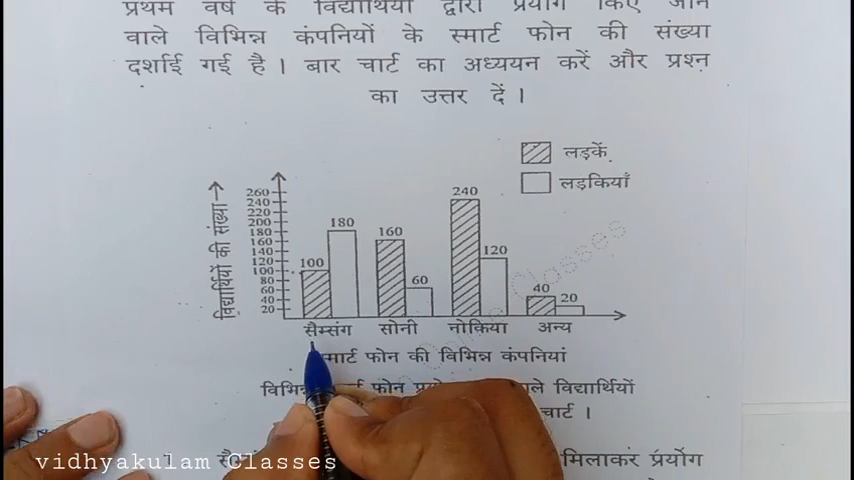 प्रथम वर्ष के विद्यार्थियों द्वारा प्रयोग किए जाने
वाले विभिन्न कंपनियों के स्मार्ट फोन की संख्या
दर्शाई गई है। बार चार्ट का अध्ययन करें और प्रश्न
का उत्तर दें।
लड़कें
लड़कियाँ
विद्यार्थियों की संख्या
260
240
220
200
180
160
140
120
100
80
60
40
20
100 180 160 60 240 120 40 20
सैम्संग सोनी नोकिया अन्य
स्मार्ट फोन की विभिन्न कंपनियां
फोन वाले विद्यार्थियों
चार्ट।
मिलाकर प्रयोग
Classes
vidhyakulam Classes